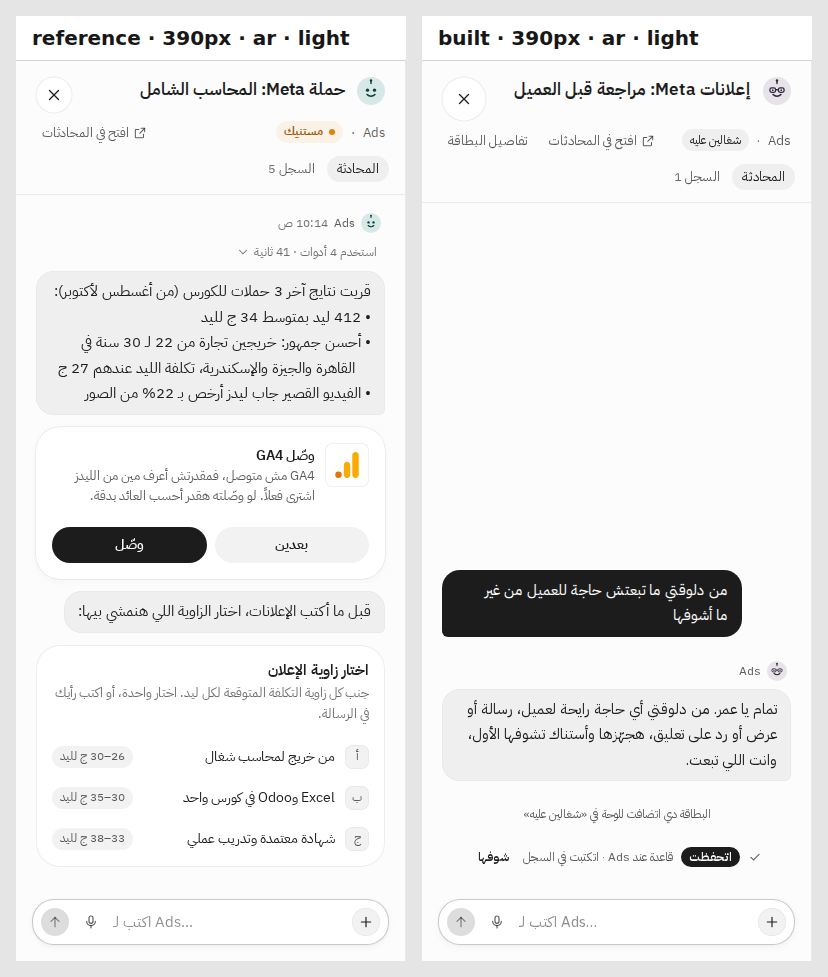 reference · 390px · ar · light
حملة Meta: المحاسب الشامل
Ads · مستنيك
افتح في المحادثات
المحادثة
السجل 5
Ads 10:14 ص
استخدم 4 أدوات · 41 ثانية
قريت نتايج آخر 3 حملات للكورس (من أغسطس لأكتوبر):
• 412 ليد بمتوسط 34 ج لليد
• أحسن جمهور: خريجين تجارة من 22 لـ 30 سنة في
القاهرة والجيزة والإسكندرية، تكلفة الليد عندهم 27 ج
• الفيديو القصير جاب ليدز أرخص بـ 22% من الصور
وصّل GA4
GA4 مش متوصل، فمقدرتش أعرف مين من الليدز
اشترى فعلاً. لو وصّلته هقدر أحسب العائد بدقة.
بعدين
وصّل
قبل ما أكتب الإعلانات، اختار الزاوية اللي هنمشي بيها:
اختار زاوية الإعلان
جنب كل زاوية التكلفة المتوقعة لكل ليد. اختار واحدة، أو اكتب رأيك
في الرسالة.
أ من خريج لمحاسب شغال 26–30 ج لليد
ب Excel وOdoo في كورس واحد 30–35 ج لليد
ج شهادة معتمدة وتدريب عملي 33–38 ج لليد
اكتب لـ Ads...
built · 390px · ar · light
إعلانات Meta: مراجعة قبل العميل
Ads · شغالين عليه
افتح في المحادثات
تفاصيل البطاقة
المحادثة
السجل 1
من دلوقتي ما تبعتش حاجة للعميل من غير
ما أشوفها
Ads
تمام يا عمر. من دلوقتي أي حاجة رايحة لعميل، رسالة أو
عرض أو رد على تعليق، هجهّزها وأستناك تشوفها الأول،
وانت اللي تبعت.
البطاقة دي اتضافت للوحة في «شغالين عليه»
اتحفظت قاعدة عند Ads · اتكتبت في السجل شوفها
اكتب لـ Ads...